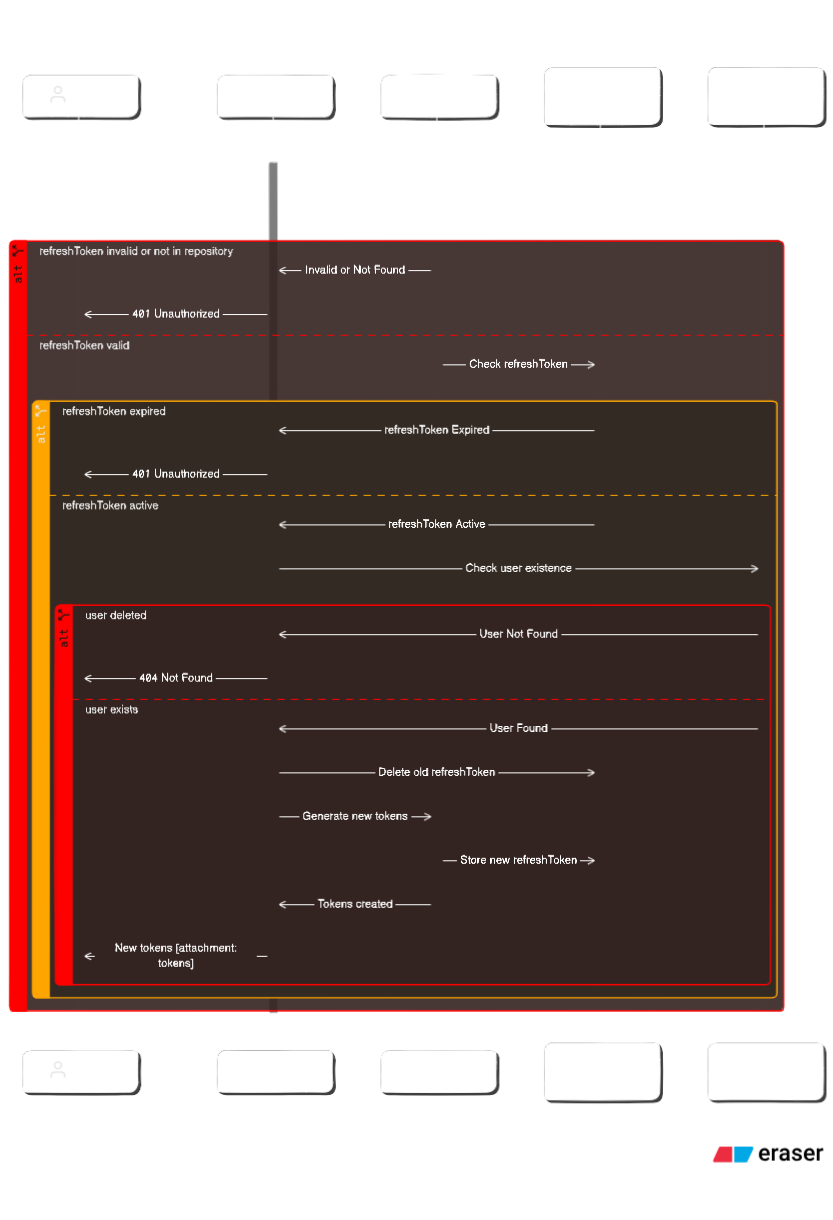 alt
refreshToken invalid or not in repository
Invalid or Not Found
401 Unauthorized
refreshToken valid
Check refreshToken
alt
refreshToken expired
refreshToken Expired
401 Unauthorized
refreshToken active
refreshToken Active
Check user existence
alt
user deleted
User Not Found
404 Not Found
user exists
User Found
Delete old refreshToken
Generate new tokens
Store new refreshToken
Tokens created
New tokens [attachment:
tokens]
eraser